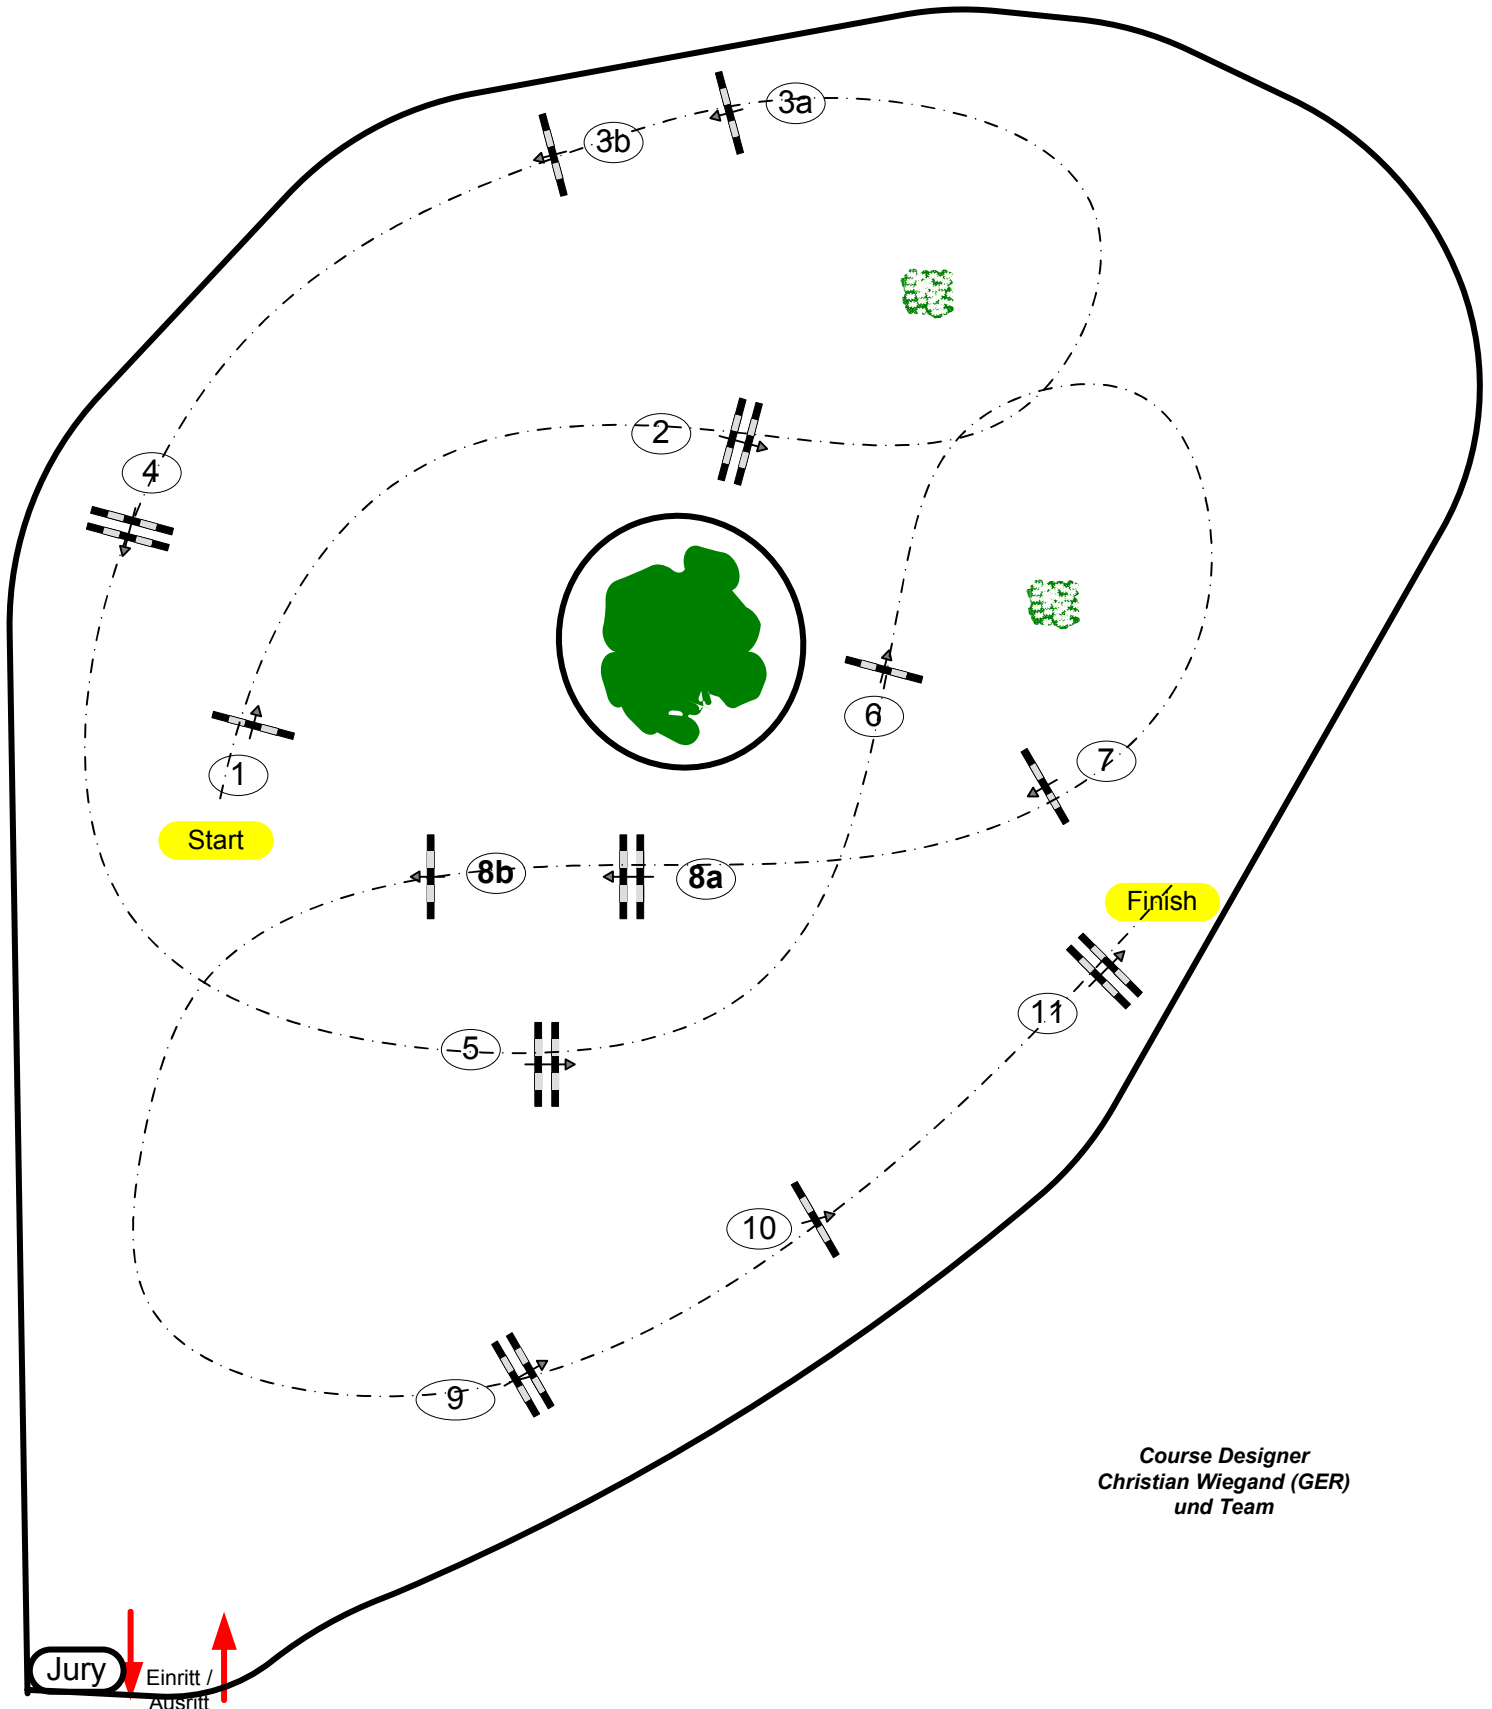 3a
3b
2
4
6
1
7
Start
8b
8a
Finish
11
5
10
9
Course Designer
Christian Wiegand (GER)
und Team
Jury
Einritt /
Ausritt